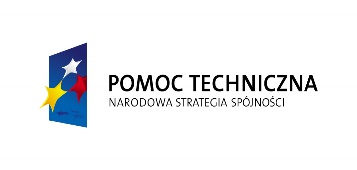 POMOC TECHNICZNA
NARODOWA STRATEGIA SPÓJNOŚCI